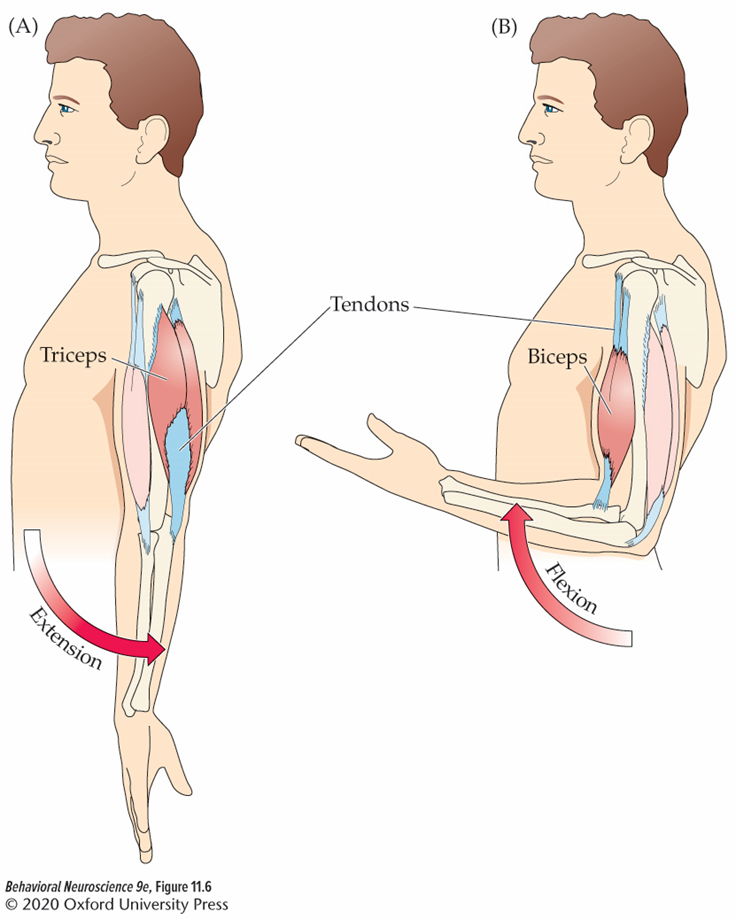 (A)
(B)
Tendons
Triceps
Biceps
Extension
Flexion
Behavioral Neuroscience 9e, Figure 11.6
© 2020 Oxford University Press